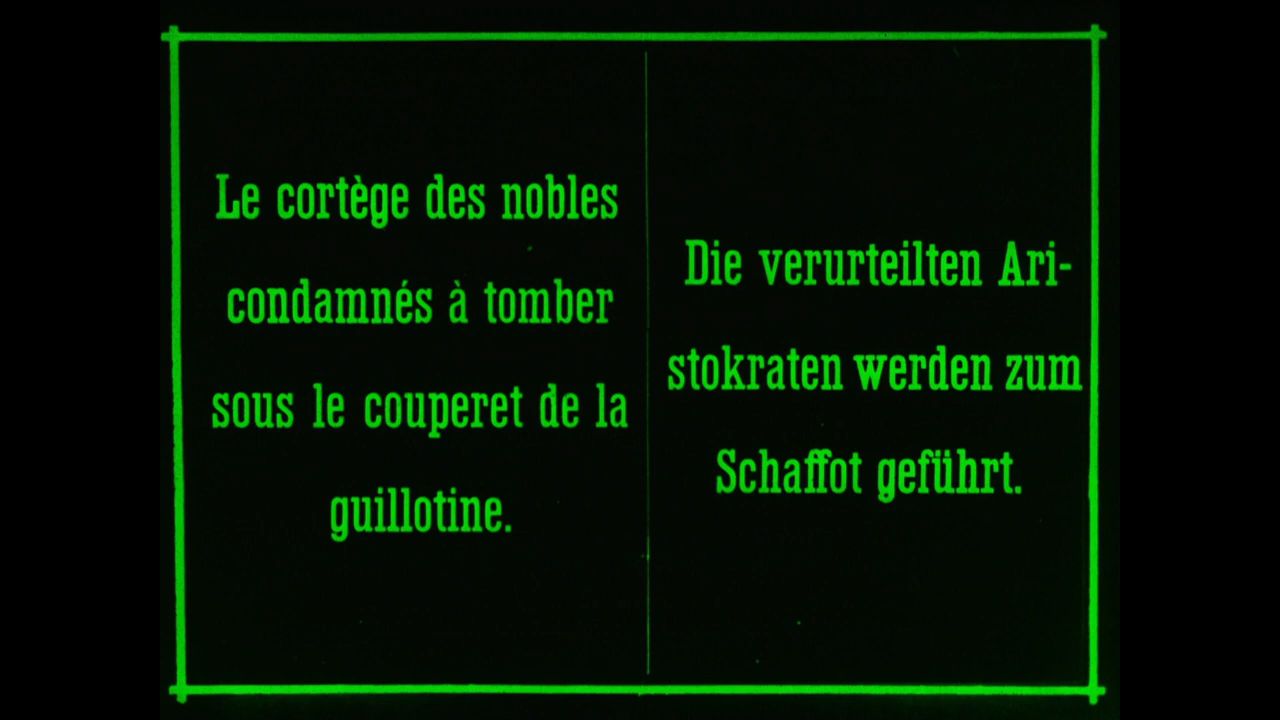 Le cortège des nobles
condamnés à tomber
sous le couperet de la
guillotine.
Die verurteilten Ari-
stokraten werden zum
Schaffot geführt.